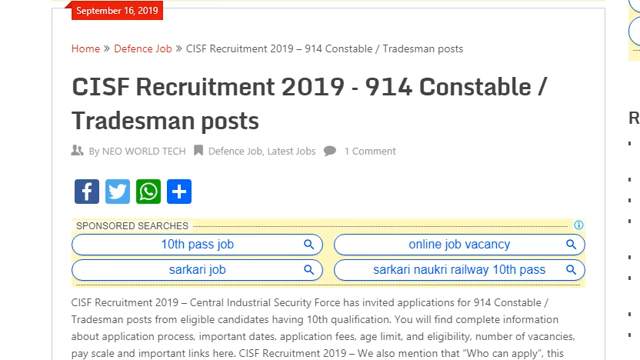 September 16, 2019
Home » Defence Job » CISF Recruitment 2019 – 914 Constable / Tradesman posts
CISF Recruitment 2019 - 914 Constable /
Tradesman posts
By NEO WORLD TECH Defence Job, Latest Jobs 1 Comment
SPONSORED SEARCHES
10th pass job online job vacancy
sarkari job sarkari naukri railway 10th pass
CISF Recruitment 2019 – Central Industrial Security Force has invited applications for 914 Constable /
Tradesman posts from eligible candidates having 10th qualification. You will find complete information
about application process, important dates, application fees, age limit, and eligibility, number of vacancies,
pay scale and important links here. CISF Recruitment 2019 – We also mention that "Who can apply", this